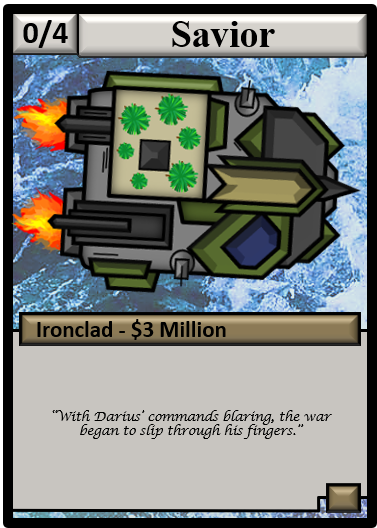 0/4
Savior
Ironclad - $3 Million
"With Darius' commands blaring, the war
began to slip through his fingers."